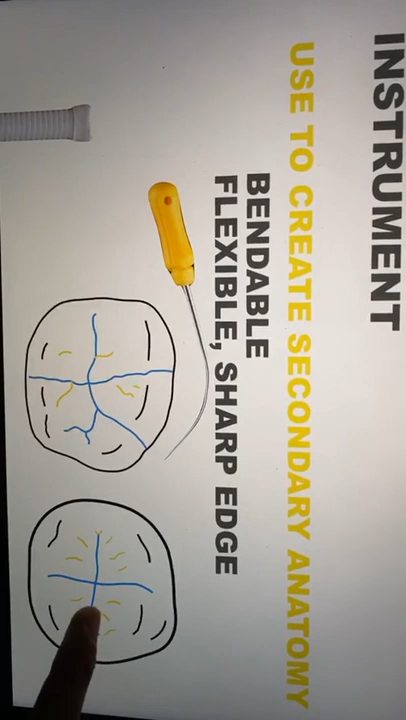 INSTRUMENT
USE TO CREATE SECONDARY ANATOMY
BENDABLE
FLEXIBLE, SHARP EDGE